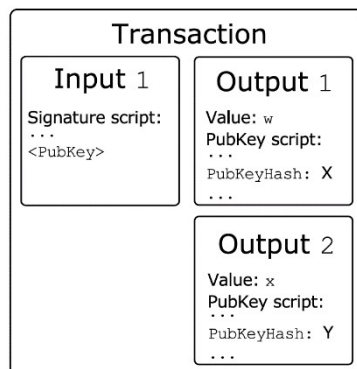 Transaction
Input 1
Signature script:
...
<PubKey>
Output 1
Value: w
PubKey script:
...
PubKeyHash: X
...
Output 2
Value: x
PubKey script:
...
PubKeyHash: Y
...